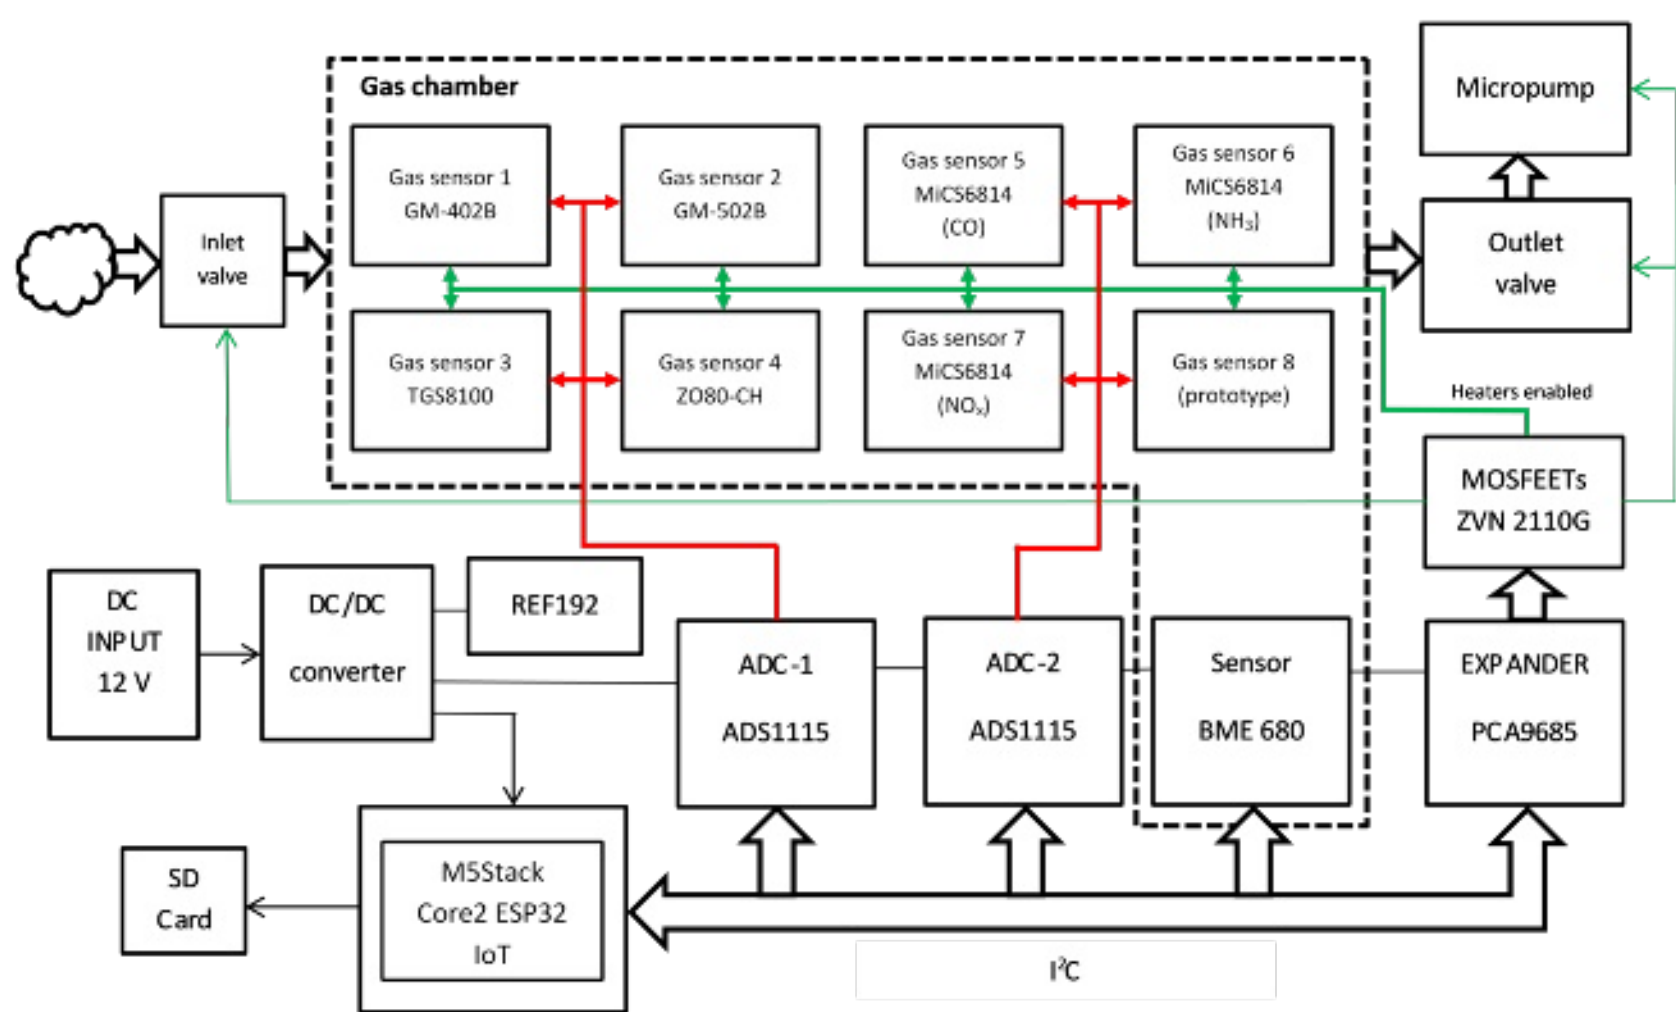 Gas chamber
Micropump
Gas sensor 1
GM-402B
Gas sensor 2
GM-502B
Gas sensor 5
MiCS6814
(CO)
Gas sensor 6
MiCS6814
(NH₃)
Inlet
valve
Outlet
valve
Gas sensor 3
TGS8100
Gas sensor 4
ZO80-CH
Gas sensor 7
MiCS6814
(NOₓ)
Gas sensor 8
(prototype)
Heaters enabled
MOSFEETs
ZVN 2110G
DC
INPUT
12 V
DC/DC
converter
REF192
ADC-1
ADS1115
ADC-2
ADS1115
Sensor
BME 680
EXPANDER
PCA9685
SD
Card
M5Stack
Core2 ESP32
IoT
I²C